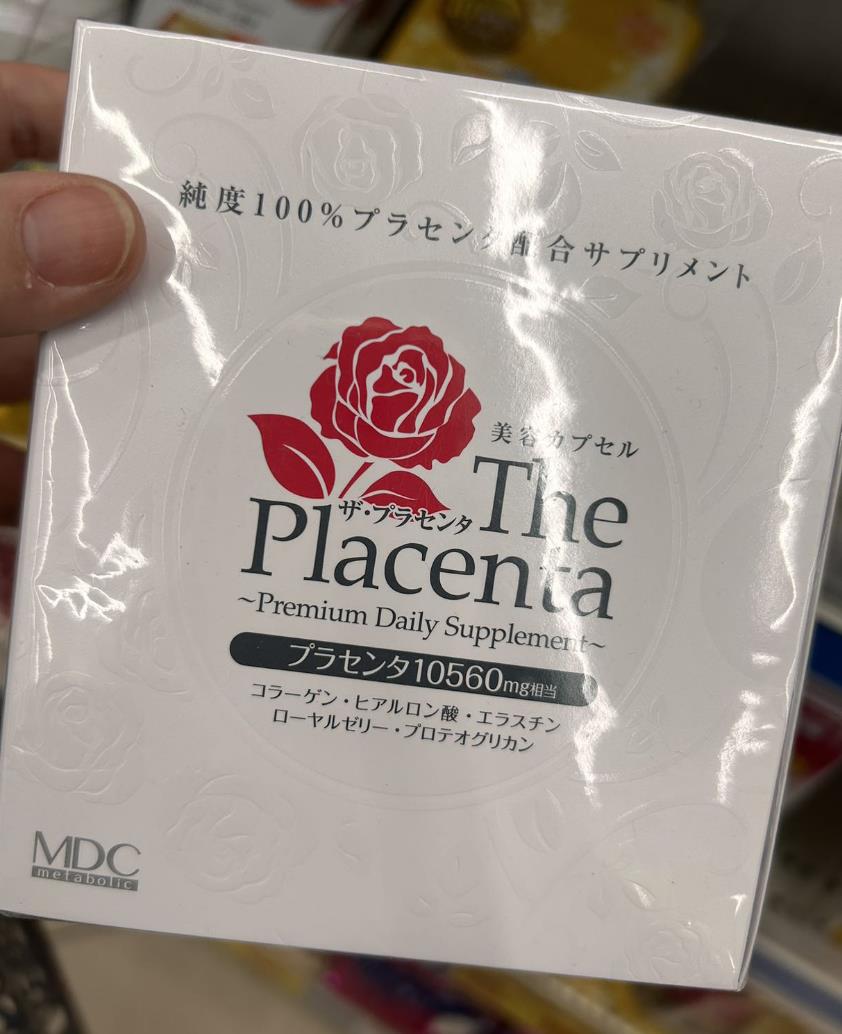 純度100%プラセンタ配合サプリメント
美容カプセル
The
ザ・プラセンタ
Placenta
~Premium Daily Supplement~
プラセンタ10560mg相当
コラーゲン・ヒアルロン酸・エラスチン
ローヤルゼリー・プロテオグリカン
MDC
metabolic